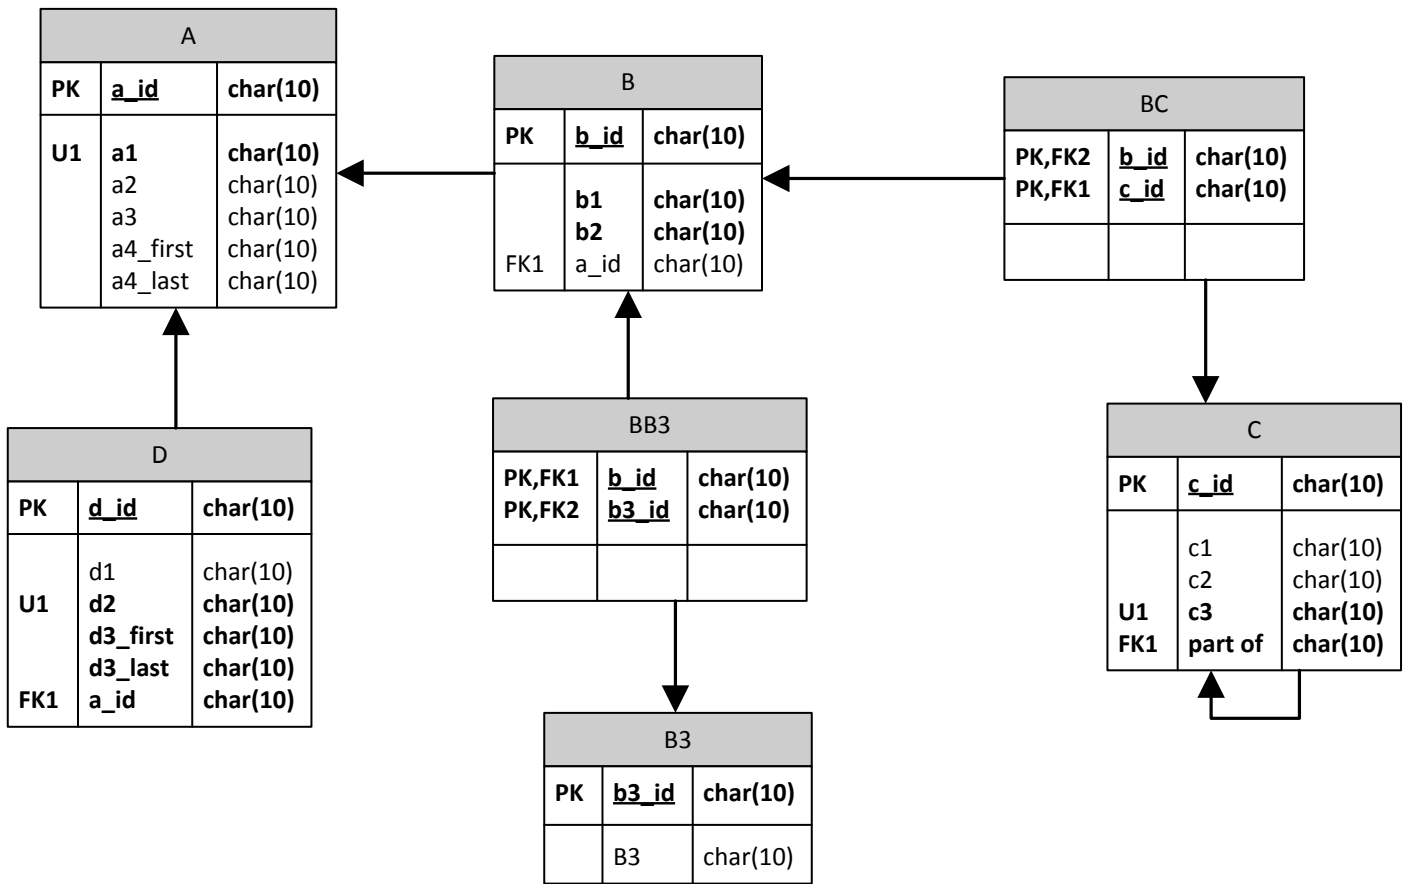 A
PK a_id char(10)
U1 a1 char(10)
a2 char(10)
a3 char(10)
a4_first char(10)
a4_last char(10)
B
PK b_id char(10)
b1 char(10)
b2 char(10)
FK1 a_id char(10)
BC
PK,FK2 b_id char(10)
PK,FK1 c_id char(10)
D
PK d_id char(10)
d1 char(10)
U1 d2 char(10)
d3_first char(10)
d3_last char(10)
FK1 a_id char(10)
BB3
PK,FK1 b_id char(10)
PK,FK2 b3_id char(10)
C
PK c_id char(10)
c1 char(10)
c2 char(10)
U1 c3 char(10)
FK1 part of char(10)
B3
PK b3_id char(10)
B3 char(10)